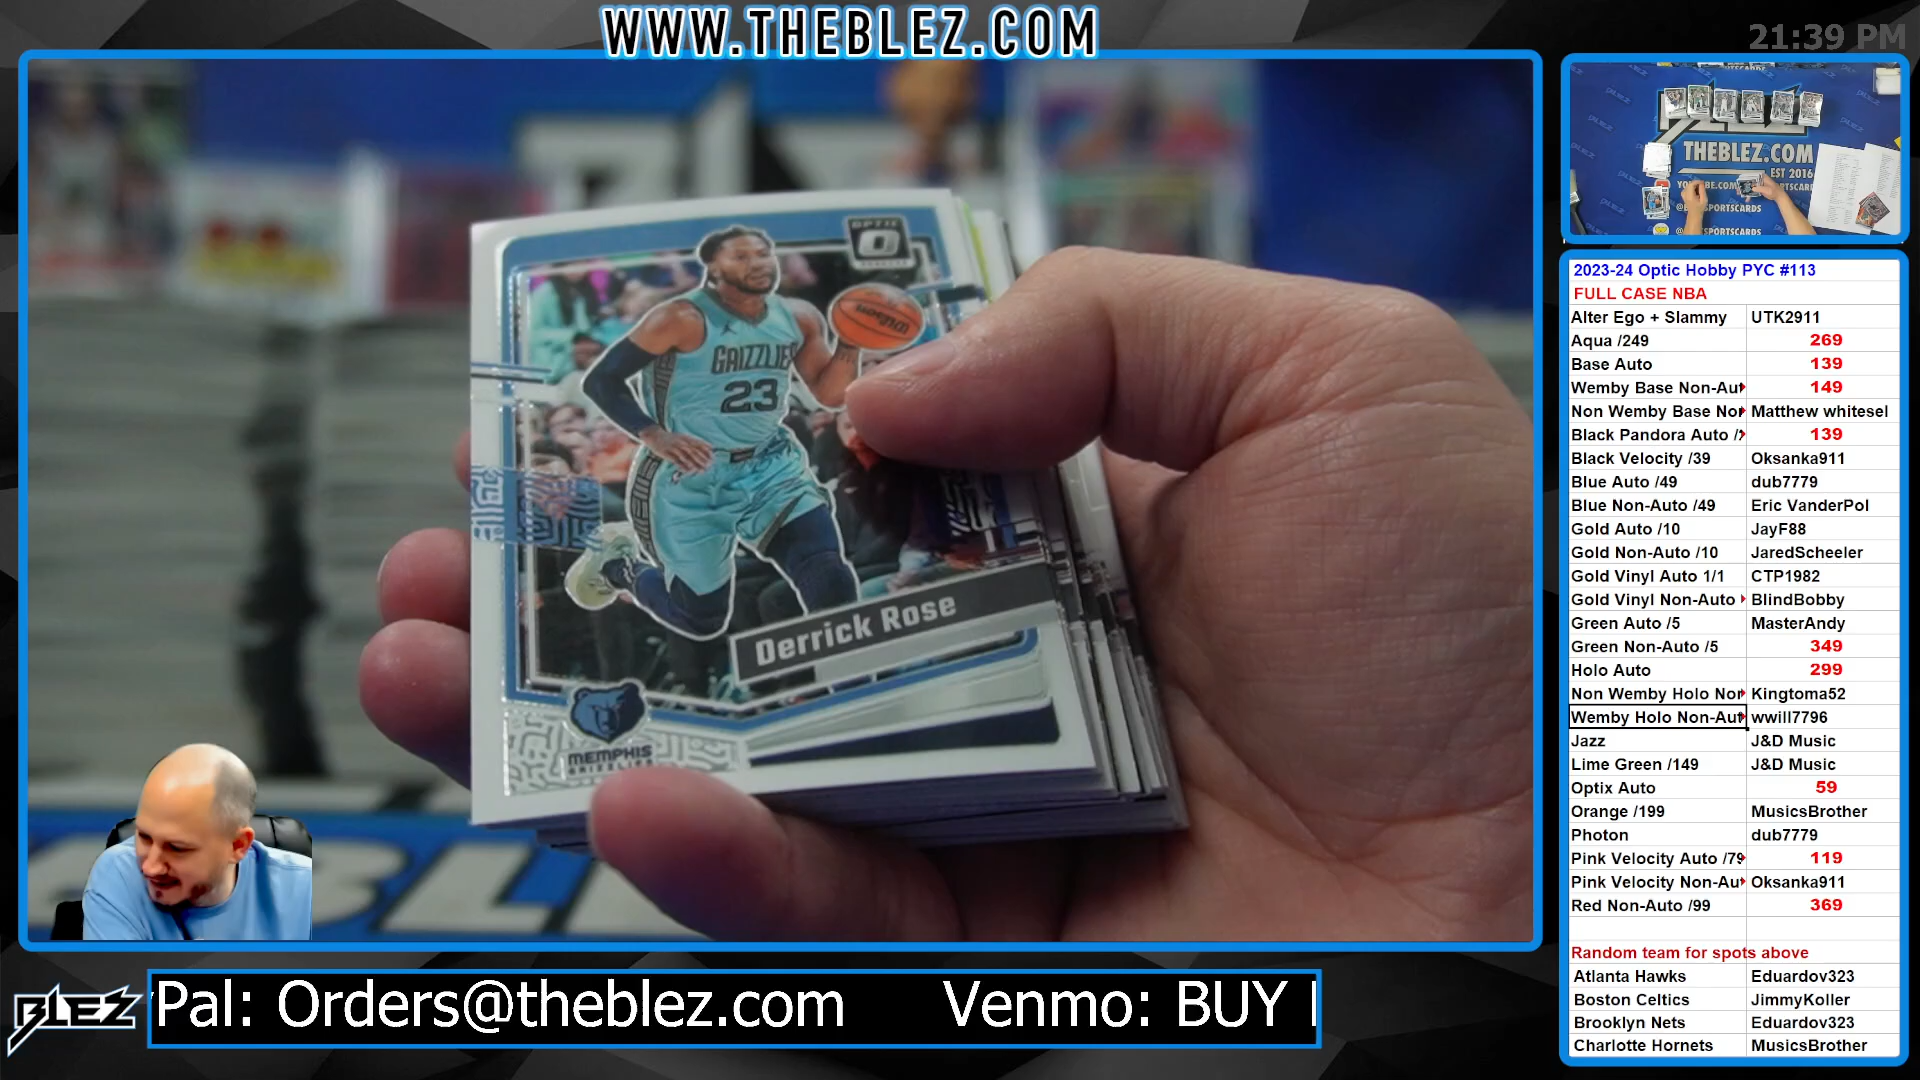 WWW.THEBLEZ.COM
21:39 PM
OPTIC
GRIZZLIES
23
Wilson
Derrick Rose
MEMPHIS
GRIZZLIES
THEBLEZ.COM
EST 2016
2023-24 Optic Hobby PYC #113
FULL CASE NBA
Alter Ego + Slammy UTK2911
Aqua /249 269
Base Auto 139
Wemby Base Non-Aut 149
Non Wemby Base Nor Matthew whitesel
Black Pandora Auto / 139
Black Velocity /39 Oksanka911
Blue Auto /49 dub7779
Blue Non-Auto /49 Eric VanderPol
Gold Auto /10 JayF88
Gold Non-Auto /10 JaredScheeler
Gold Vinyl Auto 1/1 CTP1982
Gold Vinyl Non-Auto BlindBobby
Green Auto /5 MasterAndy
Green Non-Auto /5 349
Holo Auto 299
Non Wemby Holo Nor Kingtoma52
Wemby Holo Non-Aut wwill7796
Jazz J&D Music
Lime Green /149 J&D Music
Optix Auto 59
Orange /199 MusicsBrother
Photon dub7779
Pink Velocity Auto /79 119
Pink Velocity Non-Au Oksanka911
Red Non-Auto /99 369
Random team for spots above
Atlanta Hawks Eduardov323
Boston Celtics JimmyKoller
Brooklyn Nets Eduardov323
Charlotte Hornets MusicsBrother
BLEZ
Pal: Orders@theblez.com Venmo: BUY